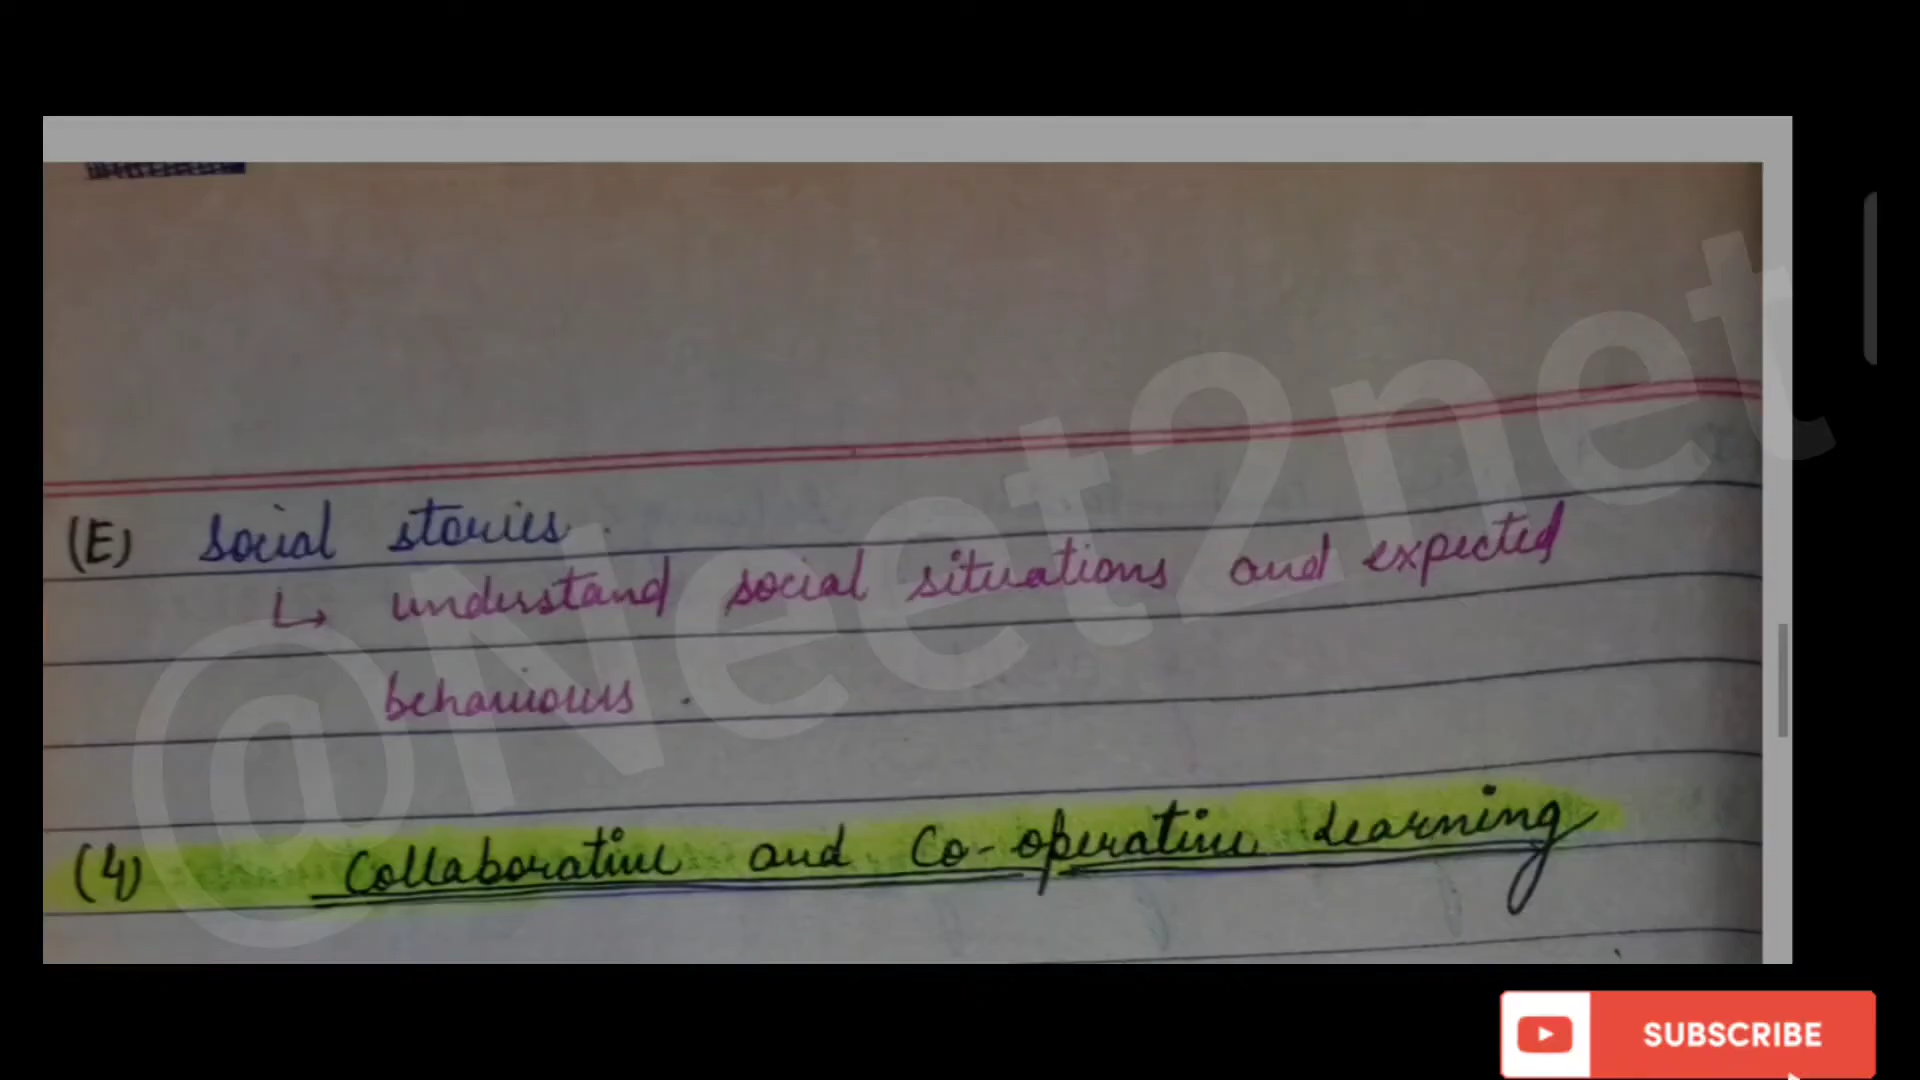 (E) Social stories.
↳ understand social situations and expected
behaviours.
(4) Collaborative and Co-operative Learning
@Neet2net
SUBSCRIBE